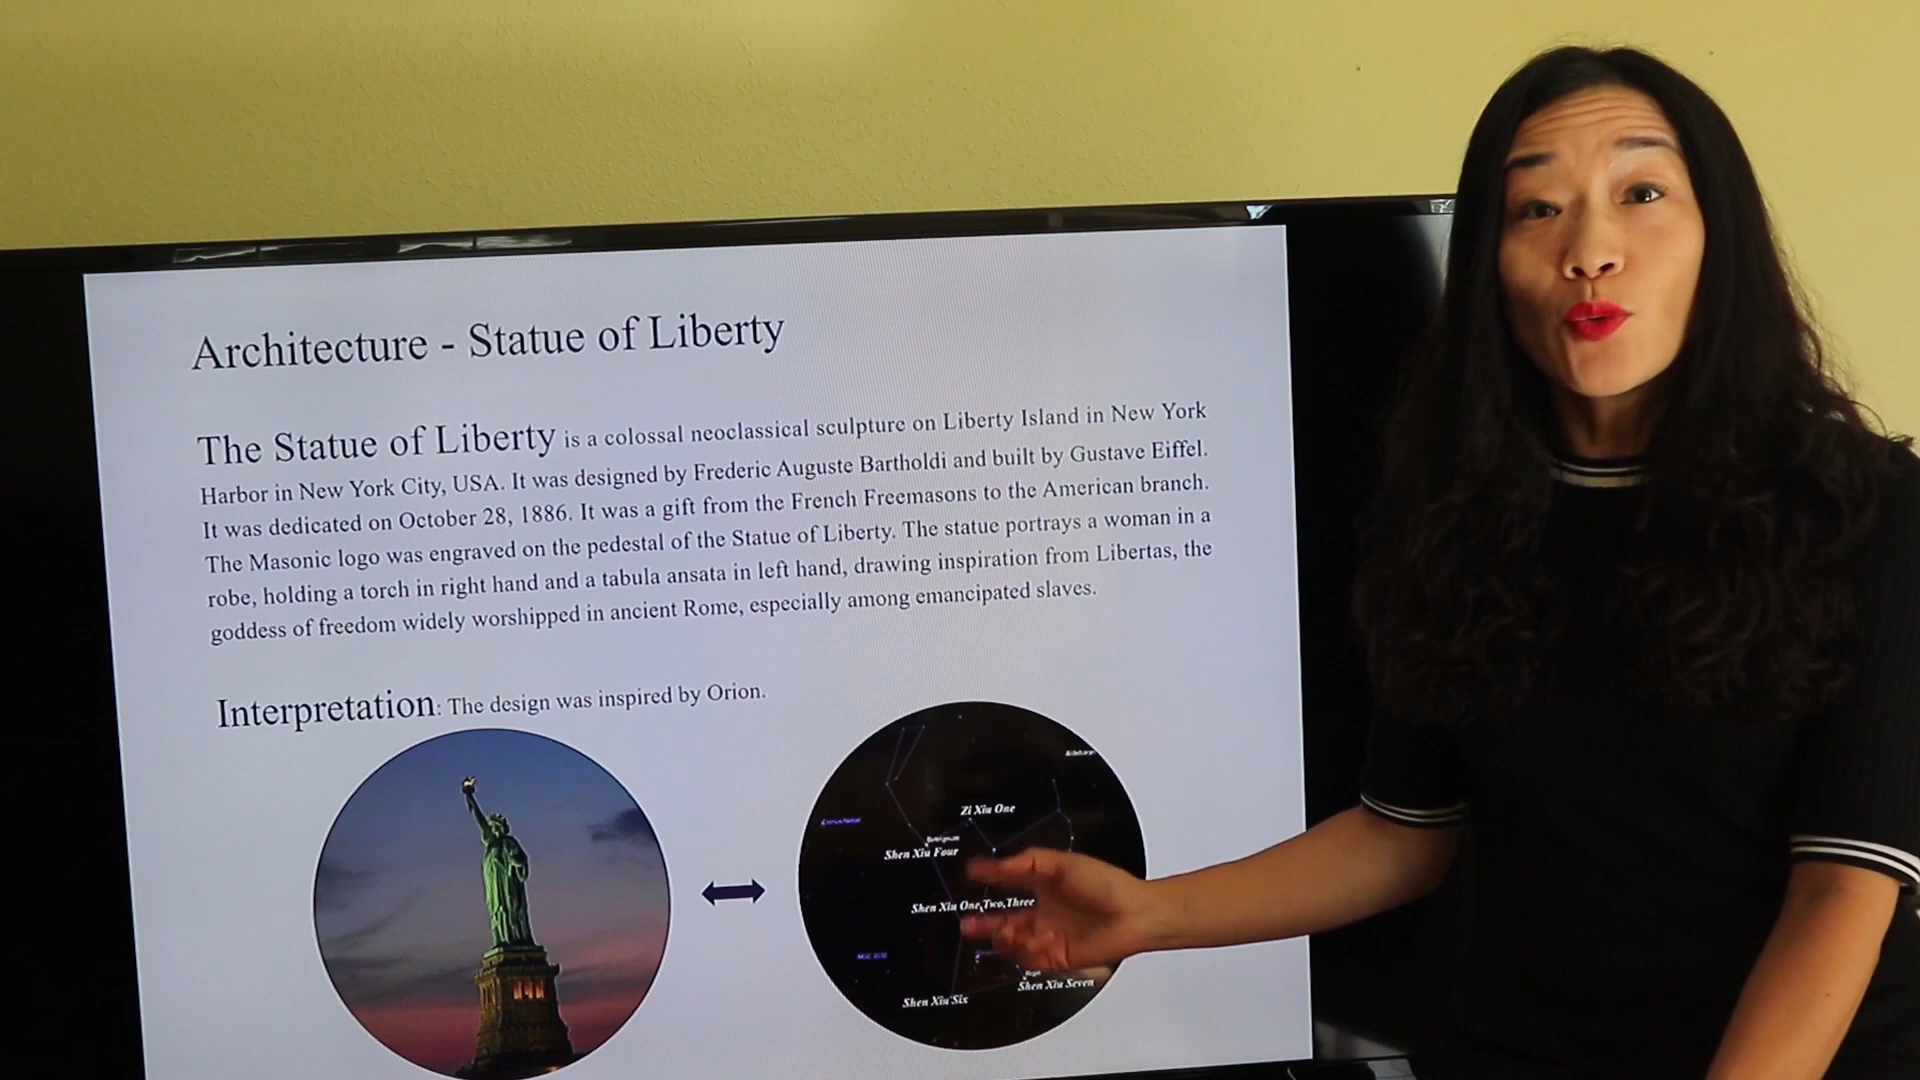 Architecture - Statue of Liberty
The Statue of Liberty is a colossal neoclassical sculpture on Liberty Island in New York
Harbor in New York City, USA. It was designed by Frederic Auguste Bartholdi and built by Gustave Eiffel.
It was dedicated on October 28, 1886. It was a gift from the French Freemasons to the American branch.
The Masonic logo was engraved on the pedestal of the Statue of Liberty. The statue portrays a woman in a
robe, holding a torch in right hand and a tabula ansata in left hand, drawing inspiration from Libertas, the
goddess of freedom widely worshipped in ancient Rome, especially among emancipated slaves.
Interpretation: The design was inspired by Orion.
Zi Xiu One
Shen Xiu Four
Shen Xiu One,Two,Three
Rigel
Shen Xiu Seven
Shen Xiu Six